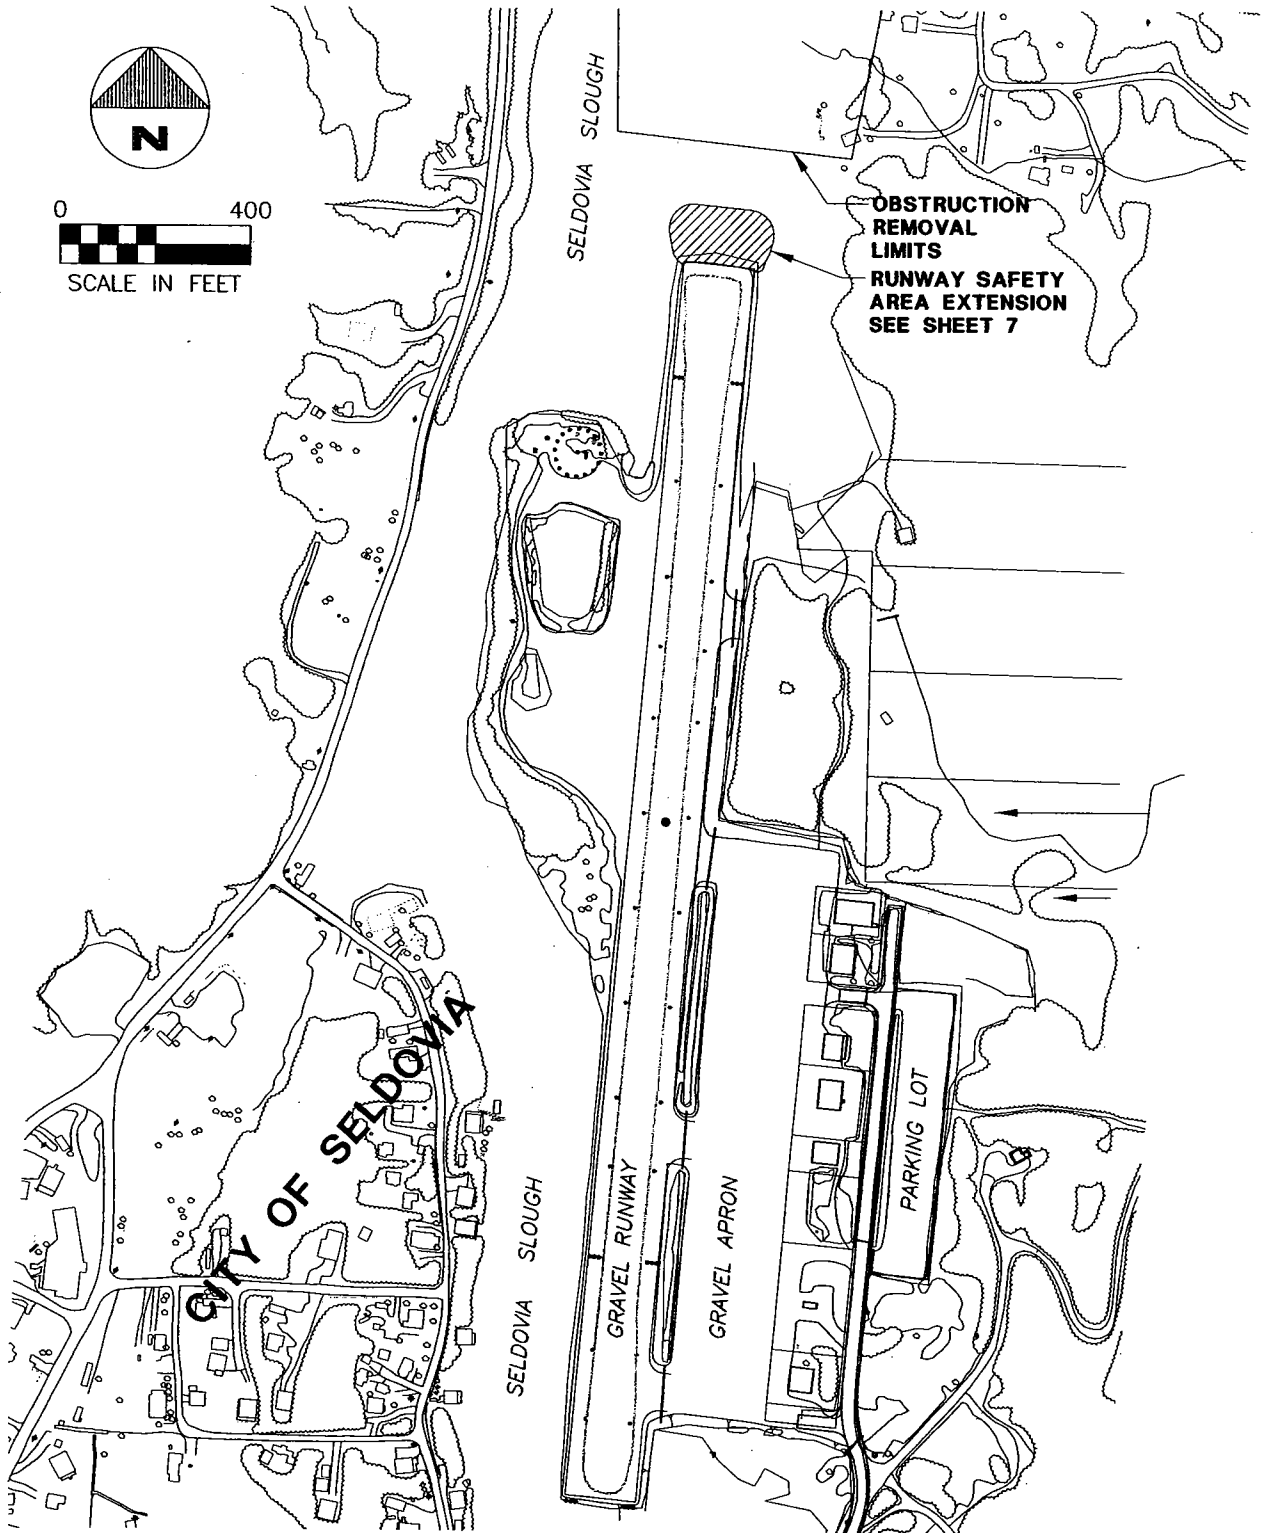 N
0 400
SCALE IN FEET
SELDOVIA SLOUGH
OBSTRUCTION
REMOVAL
LIMITS
RUNWAY SAFETY
AREA EXTENSION
SEE SHEET 7
CITY OF SELDOVIA
SELDOVIA SLOUGH
GRAVEL RUNWAY
GRAVEL APRON
PARKING LOT